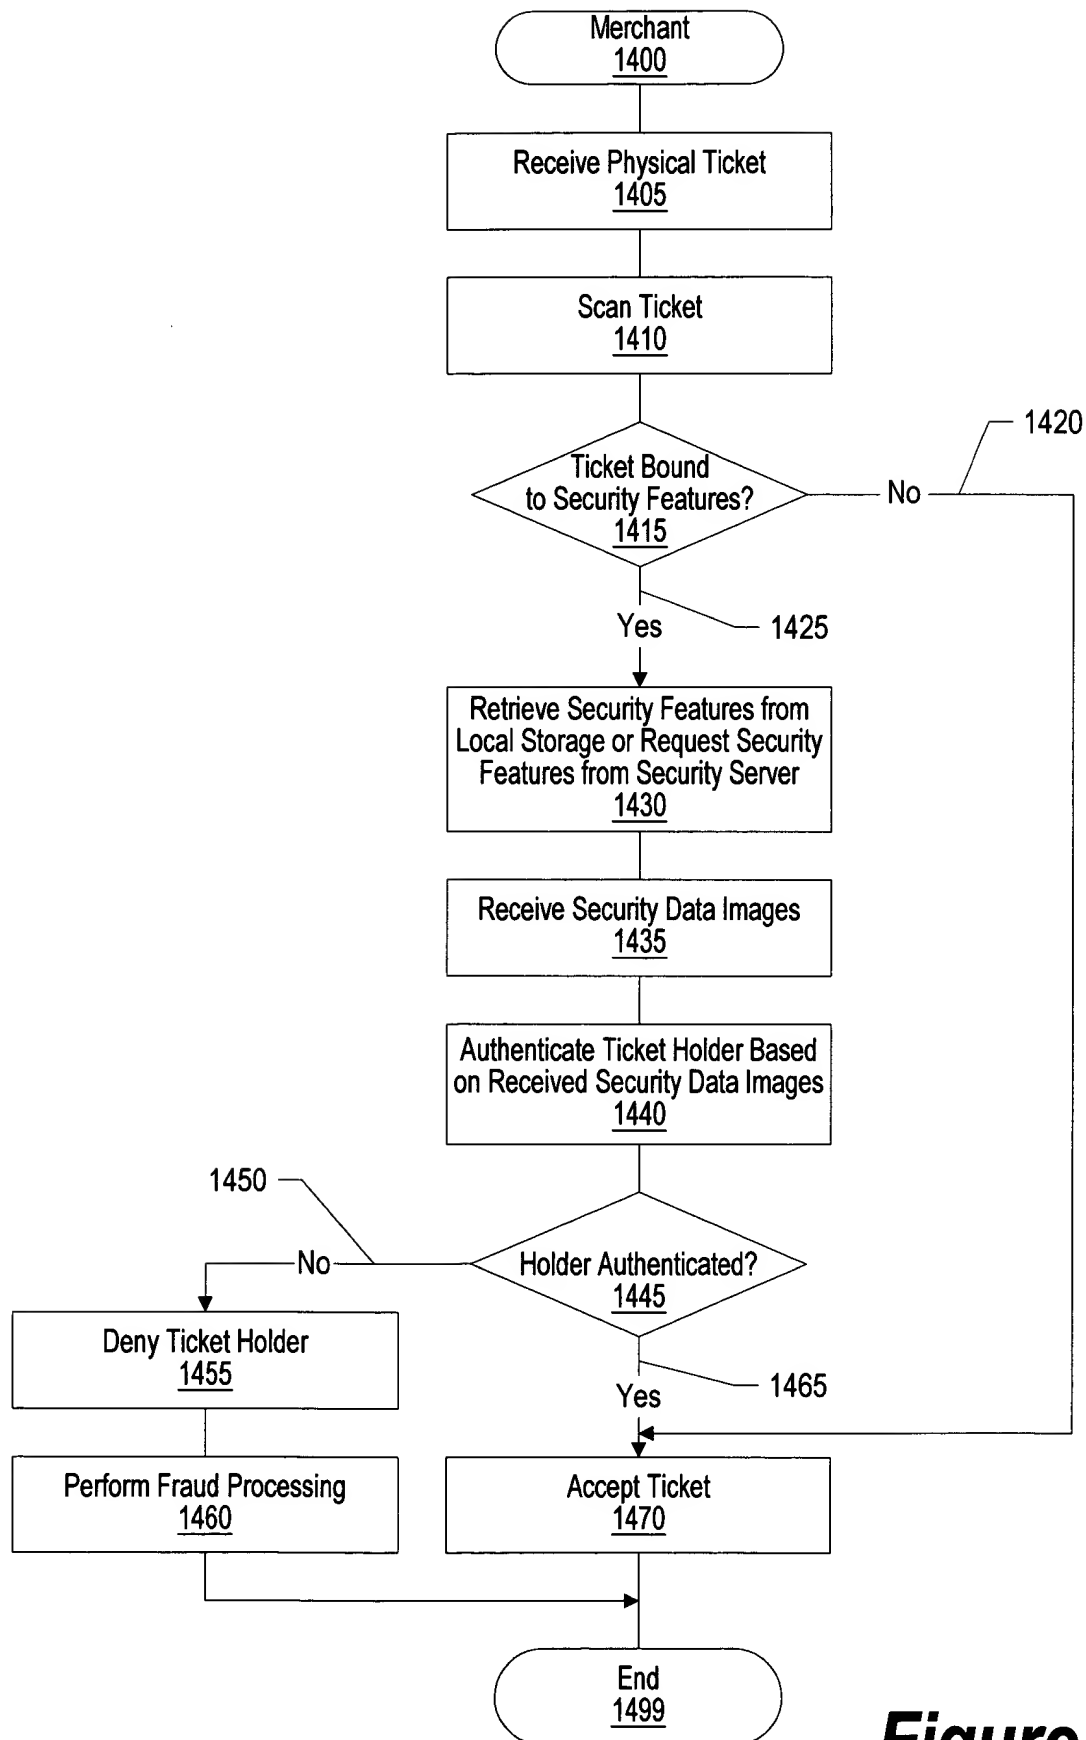 Merchant
1400
Receive Physical Ticket
1405
Scan Ticket
1410
1420
Ticket Bound
to Security Features?
1415
No
Yes
1425
Retrieve Security Features from
Local Storage or Request Security
Features from Security Server
1430
Receive Security Data Images
1435
Authenticate Ticket Holder Based
on Received Security Data Images
1440
1450
No
Holder Authenticated?
1445
Deny Ticket Holder
1455
1465
Yes
Perform Fraud Processing
1460
Accept Ticket
1470
End
1499
Figure